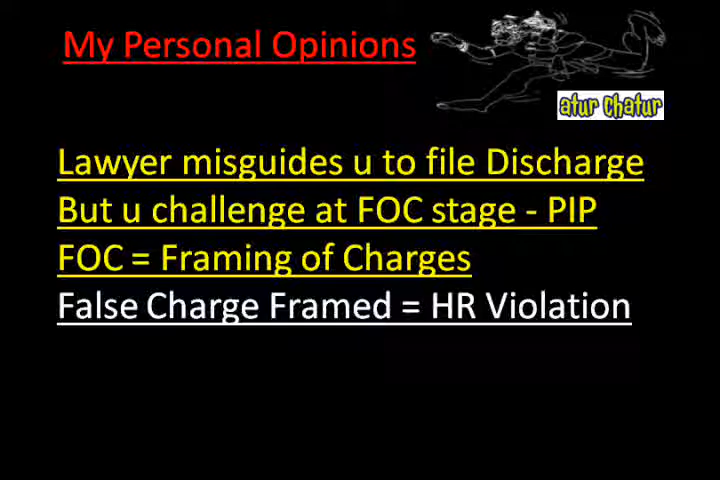 My Personal Opinions
atur chatur
Lawyer misguides u to file Discharge
But u challenge at FOC stage - PIP
FOC = Framing of Charges
False Charge Framed = HR Violation